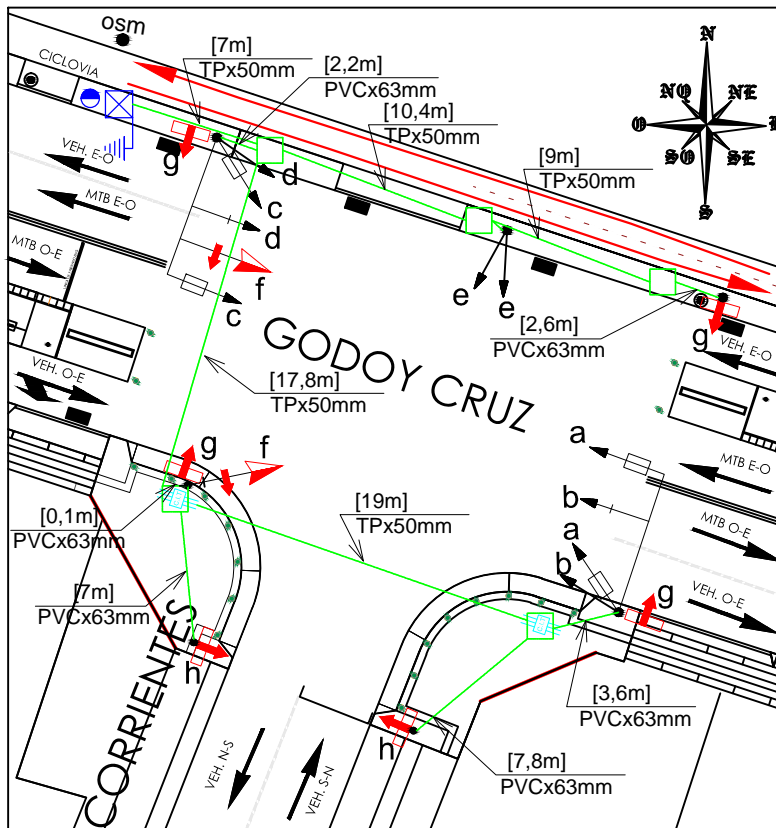 osm
CICLOVIA
[7m]
TPx50mm
[2,2m]
PVCx63mm
[10,4m]
TPx50mm
[9m]
TPx50mm
N
NO
NE
O
E
SO
SE
S
VEH. E-O
MTB E-O
MTB O-E
VEH. O-E
g
d
c
d
f
c
e
e
g
[2,6m]
PVCx63mm
VEH. E-O
GODOY CRUZ
[17,8m]
TPx50mm
a
MTB E-O
b
MTB O-E
g
f
[0,1m]
PVCx63mm
[19m]
TPx50mm
a
b
g
VEH. O-E
[7m]
PVCx63mm
h
CORRIENTES
[3,6m]
PVCx63mm
h
[7,8m]
PVCx63mm
VEH. N-S
VEH. S-N